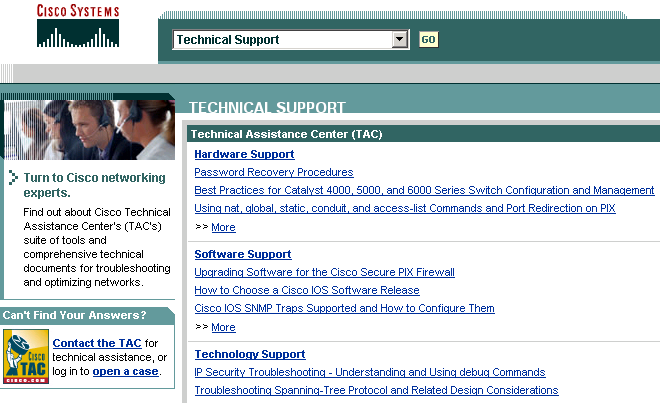 CISCO SYSTEMS
Technical Support
GO
TECHNICAL SUPPORT
Turn to Cisco networking
experts.
Find out about Cisco Technical
Assistance Center's (TAC's)
suite of tools and
comprehensive technical
documents for troubleshooting
and optimizing networks.
Can't Find Your Answers?
CISCO
TAC
cisco.com
Contact the TAC for
technical assistance, or
log in to open a case.
Technical Assistance Center (TAC)
Hardware Support
Password Recovery Procedures
Best Practices for Catalyst 4000, 5000, and 6000 Series Switch Configuration and Management
Using nat, global, static, conduit, and access-list Commands and Port Redirection on PIX
>> More
Software Support
Upgrading Software for the Cisco Secure PIX Firewall
How to Choose a Cisco IOS Software Release
Cisco IOS SNMP Traps Supported and How to Configure Them
>> More
Technology Support
IP Security Troubleshooting - Understanding and Using debug Commands
Troubleshooting Spanning-Tree Protocol and Related Design Considerations